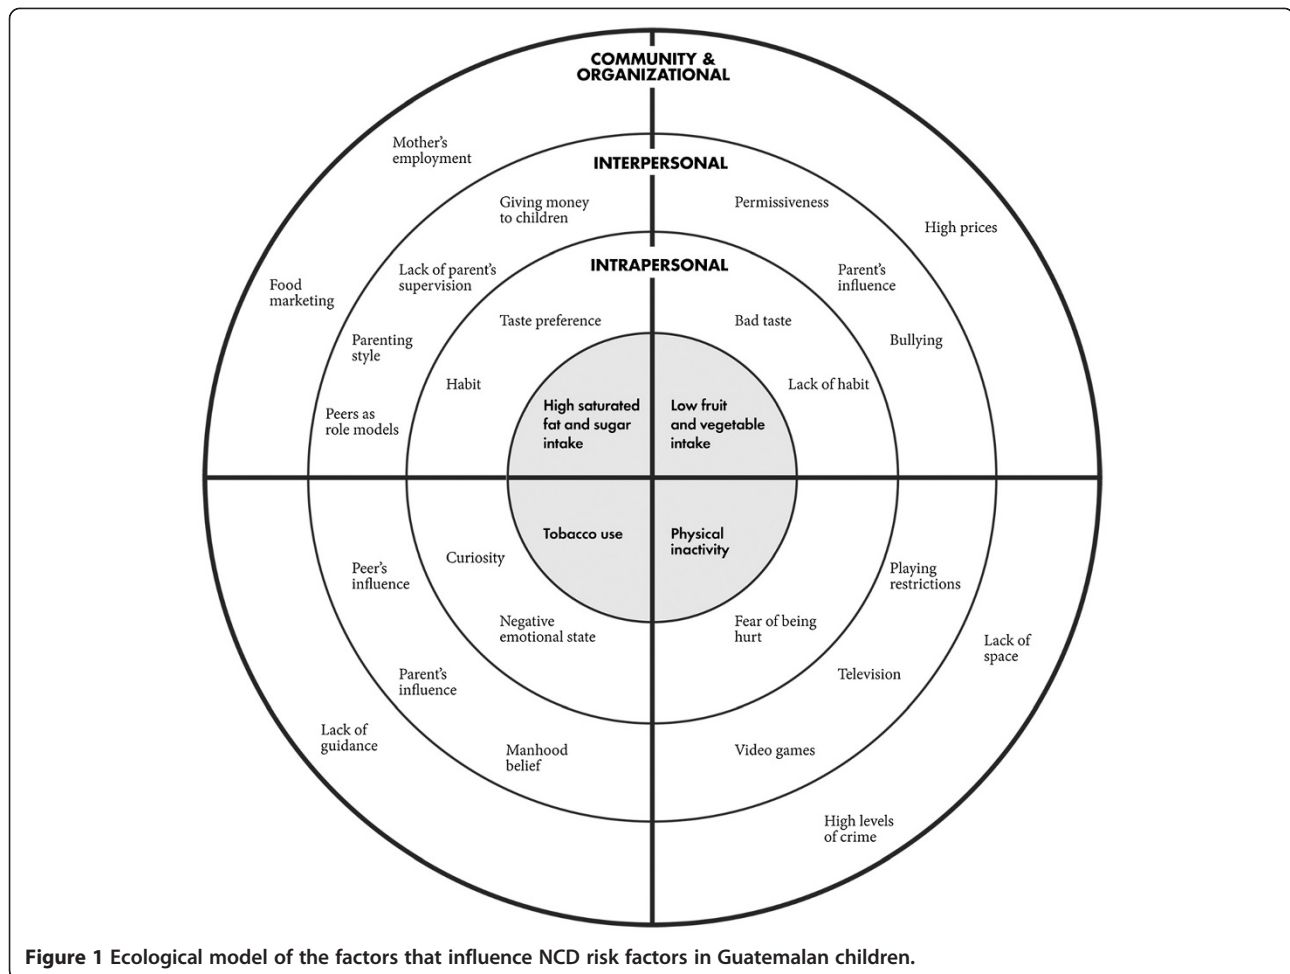 COMMUNITY &
ORGANIZATIONAL
Mother's
employment
INTERPERSONAL
Giving money
to children
Permissiveness
High prices
INTRAPERSONAL
Lack of parent's
supervision
Parent's
influence
Food
marketing
Taste preference
Bad taste
Parenting
style
Bullying
Habit
Lack of habit
Peers as
role models
High saturated
fat and sugar
intake
Low fruit
and vegetable
intake
Tobacco use
Physical
inactivity
Curiosity
Peer's
influence
Playing
restrictions
Negative
emotional state
Fear of being
hurt
Lack of
space
Parent's
influence
Television
Lack of
guidance
Manhood
belief
Video games
High levels
of crime
Figure 1 Ecological model of the factors that influence NCD risk factors in Guatemalan children.